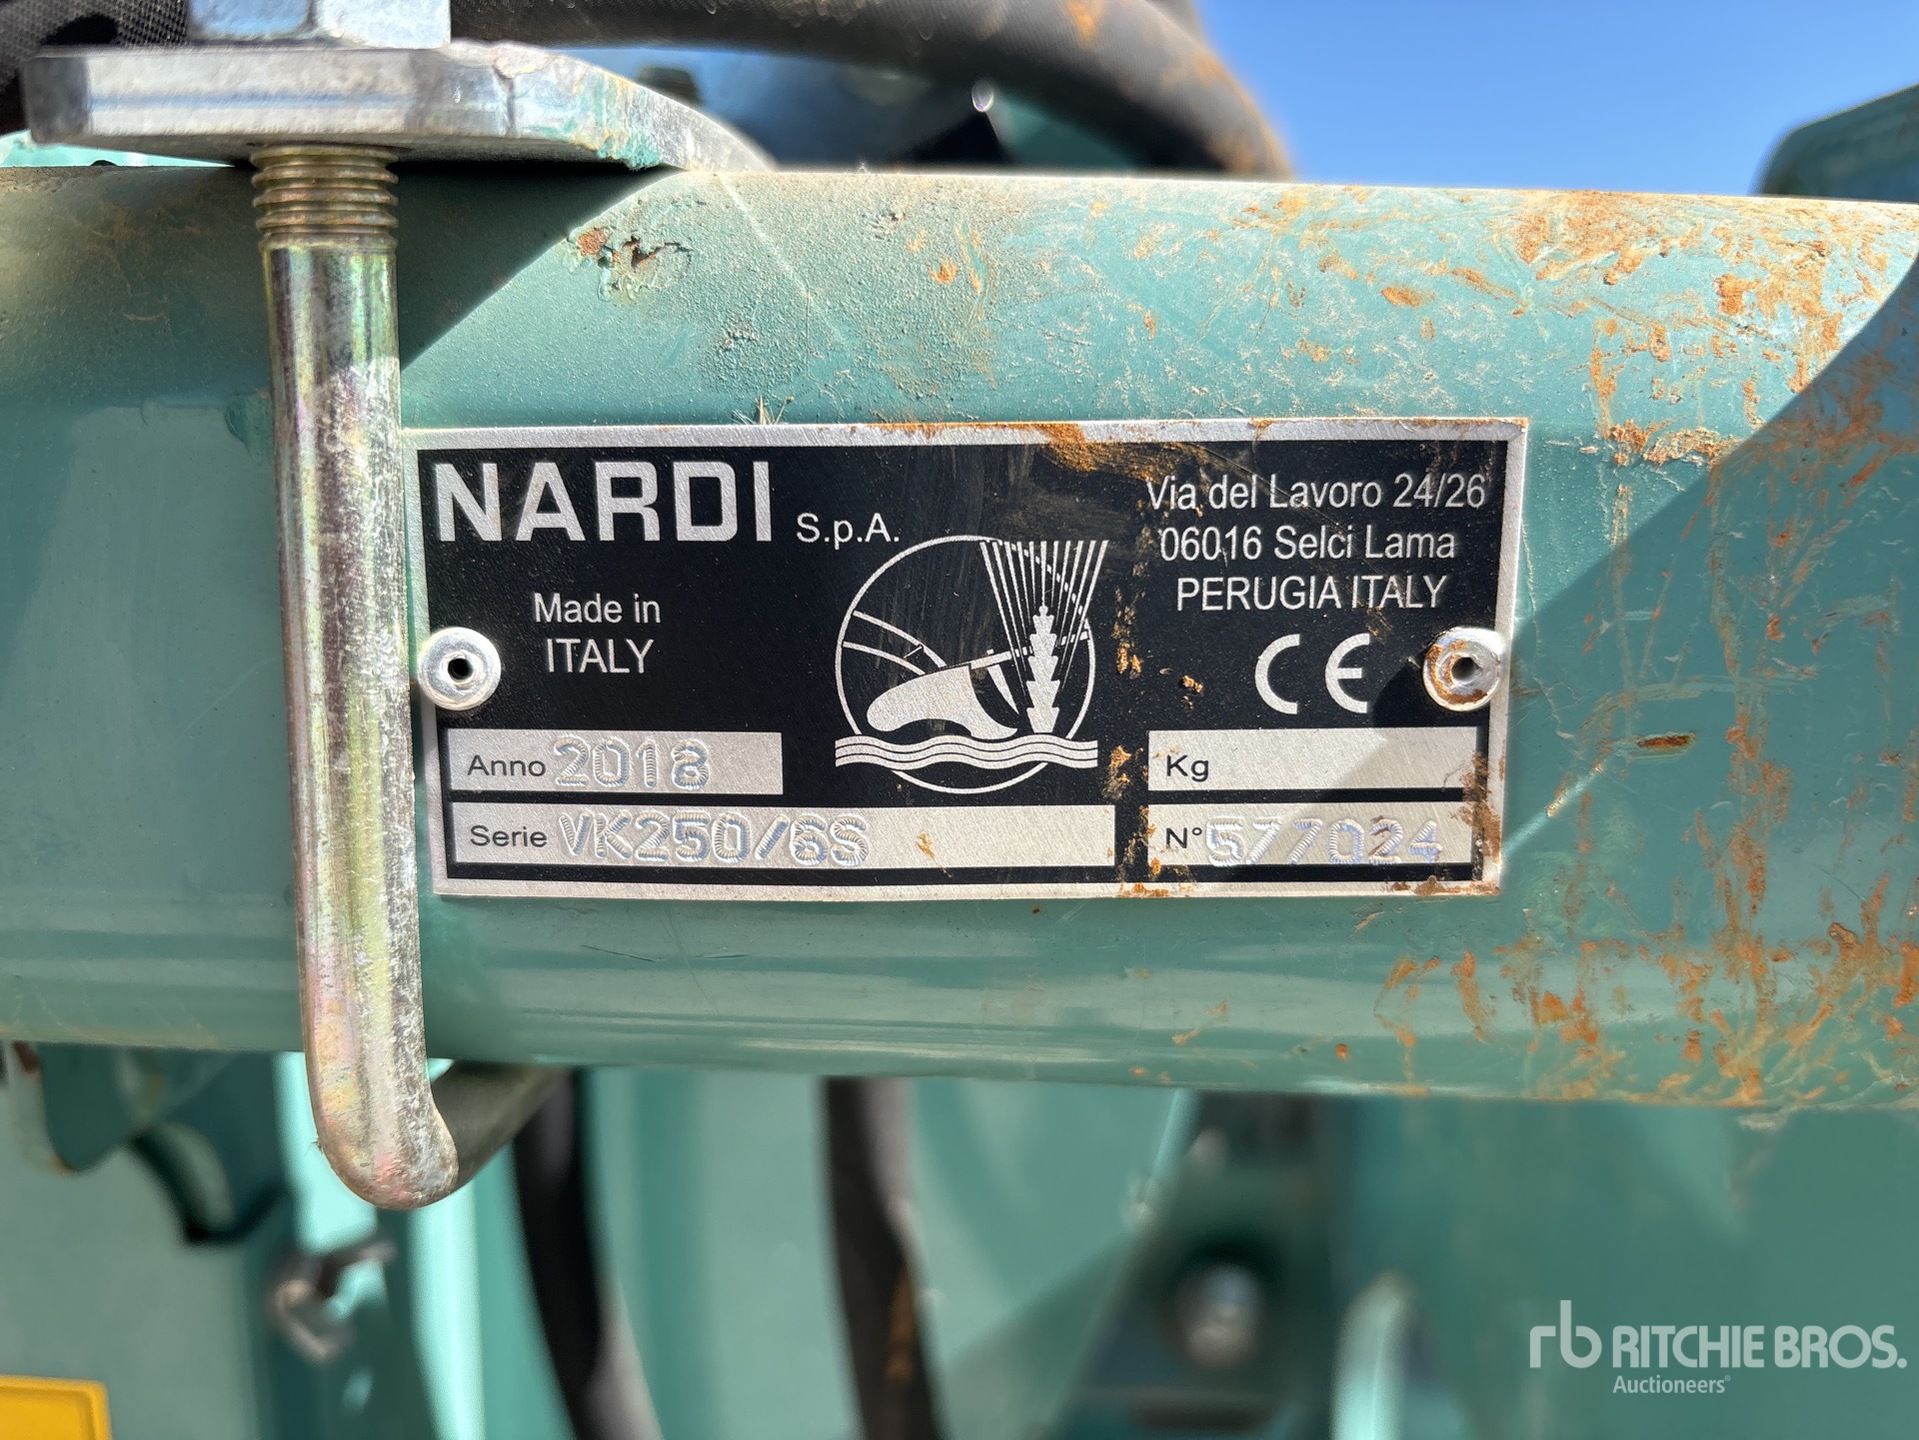 NARDI S.p.A.
Made in
ITALY
Via del Lavoro 24/26
06016 Selci Lama
PERUGIA ITALY
CE
Anno 2018
Kg
Serie VK250/6S
N° 577024
rb RITCHIE BROS.
Auctioneers®